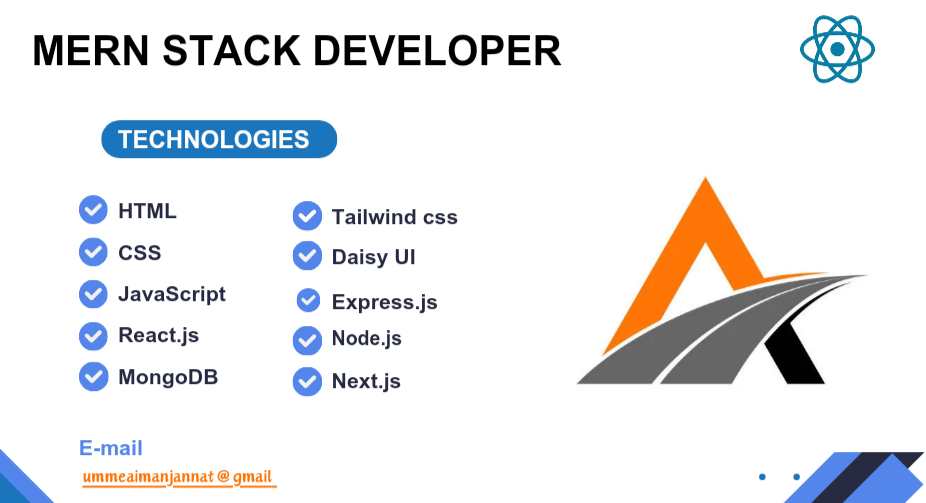 MERN STACK DEVELOPER
TECHNOLOGIES
HTML
CSS
JavaScript
React.js
MongoDB
Tailwind css
Daisy UI
Express.js
Node.js
Next.js
E-mail
ummeaimanjannat@gmail